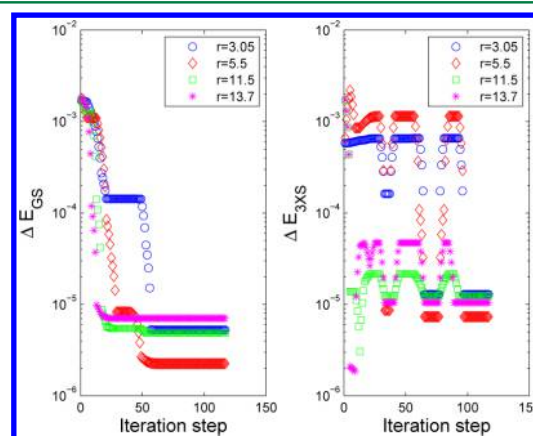 10⁻²
10⁻³
10⁻⁴
10⁻⁵
10⁻⁶
Δ E_GS
0 50 100 150
Iteration step
r=3.05
r=5.5
r=11.5
r=13.7
10⁻²
10⁻³
10⁻⁴
10⁻⁵
10⁻⁶
Δ E_3XS
0 50 100 150
Iteration step
r=3.05
r=5.5
r=11.5
r=13.7